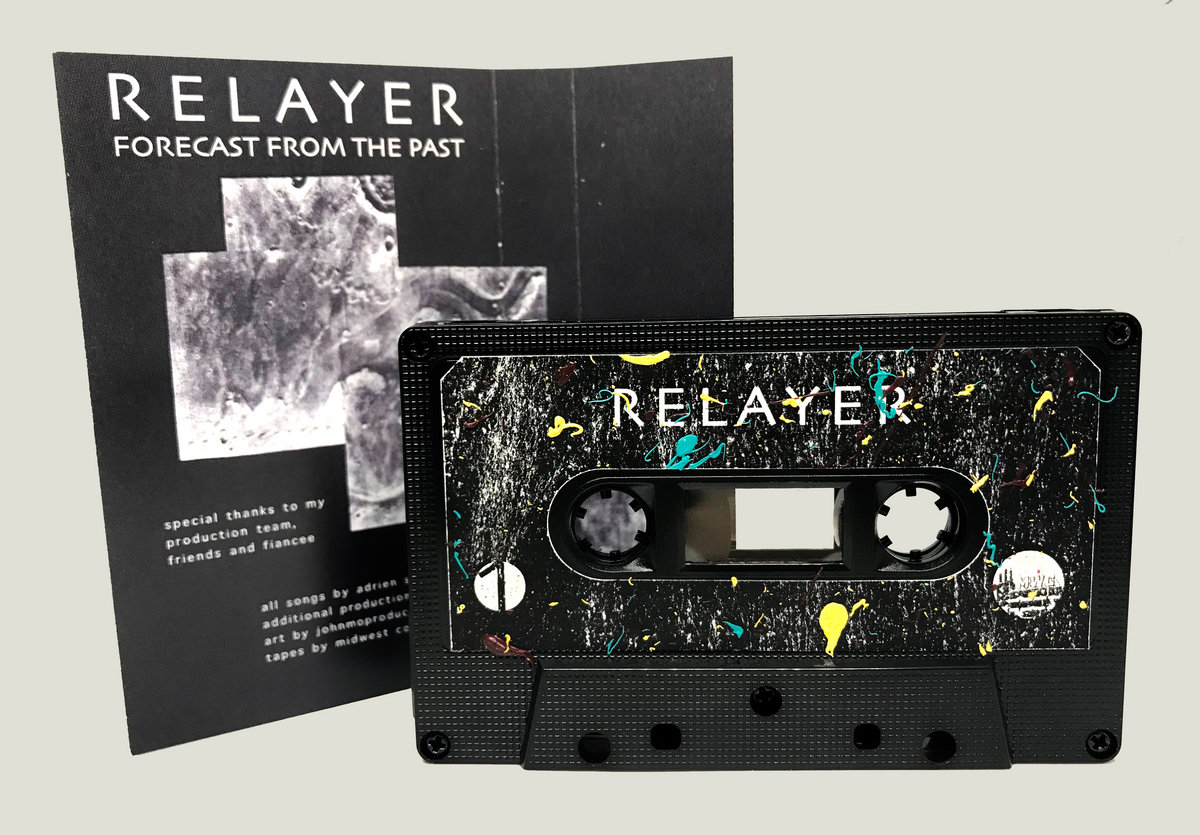 RELAYER
FORECAST FROM THE PAST
special thanks to my
production team,
friends and fiancee
all songs by adrien
additional production
art by johnmoproduc
tapes by midwest
RELAYER